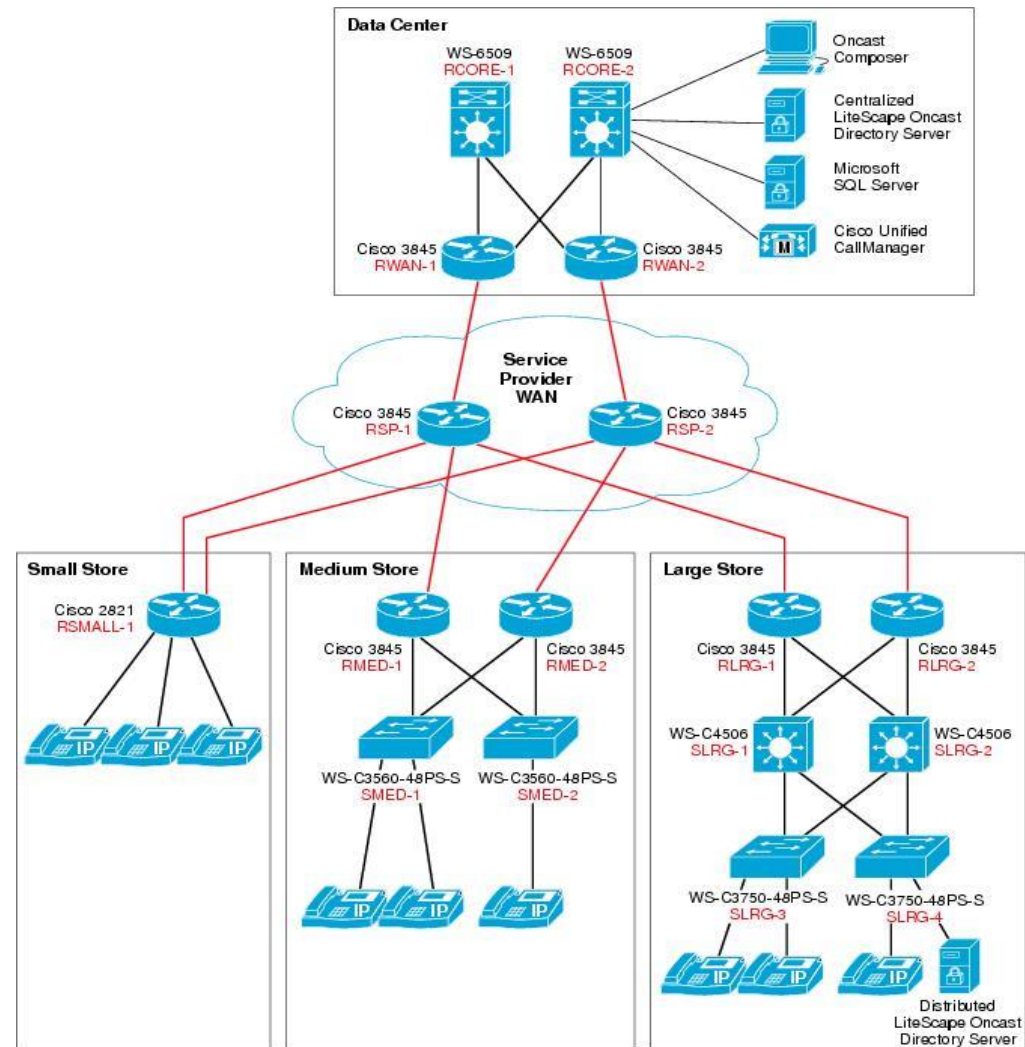 Data Center
WS-6509
RCORE-1
WS-6509
RCORE-2
Oncast
Composer
Centralized
LiteScape Oncast
Directory Server
Microsoft
SQL Server
Cisco Unified
CallManager
M
Cisco 3845
RWAN-1
Cisco 3845
RWAN-2
Service
Provider
WAN
Cisco 3845
RSP-1
Cisco 3845
RSP-2
Small Store
Cisco 2821
RSMALL-1
IP
IP
IP
Medium Store
Cisco 3845
RMED-1
Cisco 3845
RMED-2
WS-C3560-48PS-S
SMED-1
WS-C3560-48PS-S
SMED-2
IP
IP
IP
Large Store
Cisco 3845
RLRG-1
Cisco 3845
RLRG-2
WS-C4506
SLRG-1
WS-C4506
SLRG-2
WS-C3750-48PS-S
SLRG-3
WS-C3750-48PS-S
SLRG-4
IP
IP
IP
Distributed
LiteScape Oncast
Directory Server